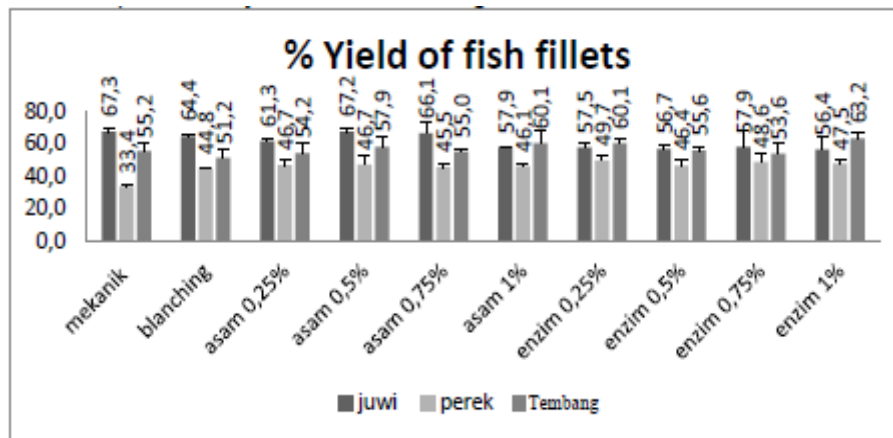 % Yield of fish fillets
67,3 33,4 55,2 64,4 44,8 51,2 61,3 46,7 54,2 67,2 46,7 57,9 66,1 45,5 55,0 57,9 46,1 60,1 57,5 49,7 60,1 56,7 46,4 55,6 57,9 48,6 53,6 56,4 47,5 63,2
80,0
60,0
40,0
20,0
0,0
mekanik blanching asam 0,25% asam 0,5% asam 0,75% asam 1% enzim 0,25% enzim 0,5% enzim 0,75% enzim 1%
juwi perek Tembang